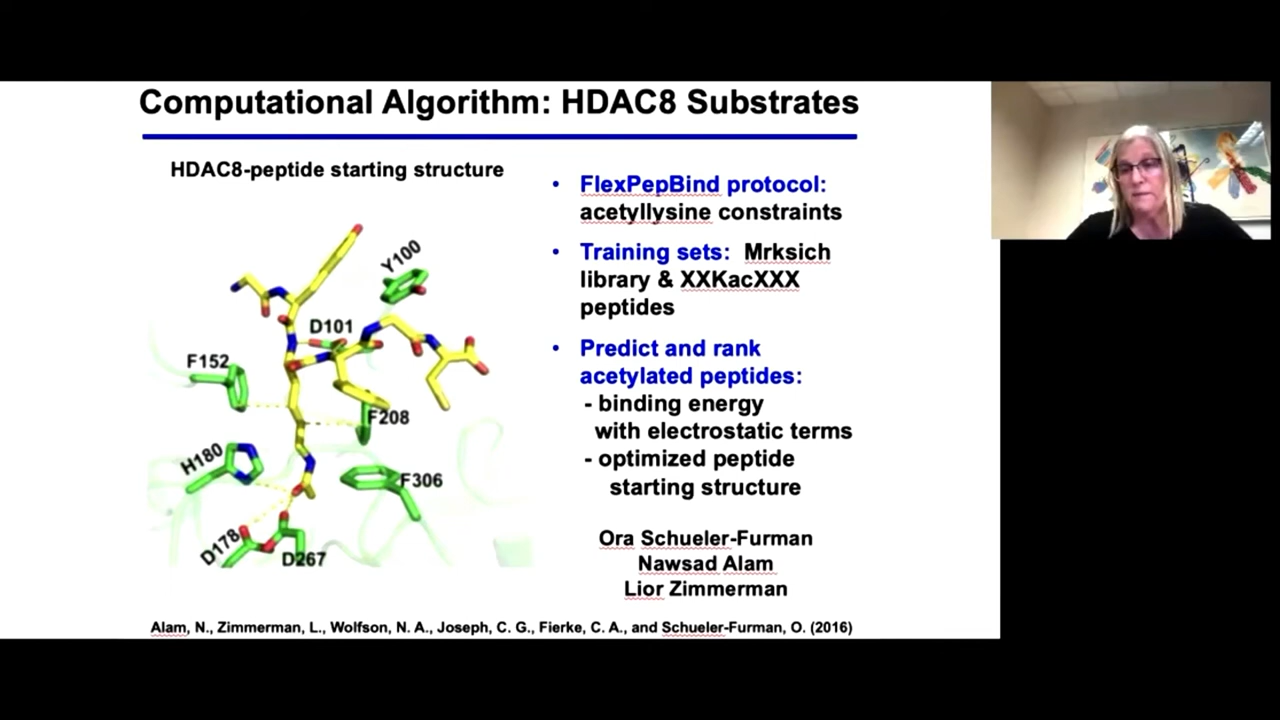 Computational Algorithm: HDAC8 Substrates
HDAC8-peptide starting structure
Y100
D101
F152
F208
H180
F306
D178
D267
• FlexPepBind protocol:
acetyllysine constraints
• Training sets: Mrksich
library & XXKacXXX
peptides
• Predict and rank
acetylated peptides:
- binding energy
with electrostatic terms
- optimized peptide
starting structure
Ora Schueler-Furman
Nawsad Alam
Lior Zimmerman
Alam, N., Zimmerman, L., Wolfson, N. A., Joseph, C. G., Fierke, C. A., and Schueler-Furman, O. (2016)